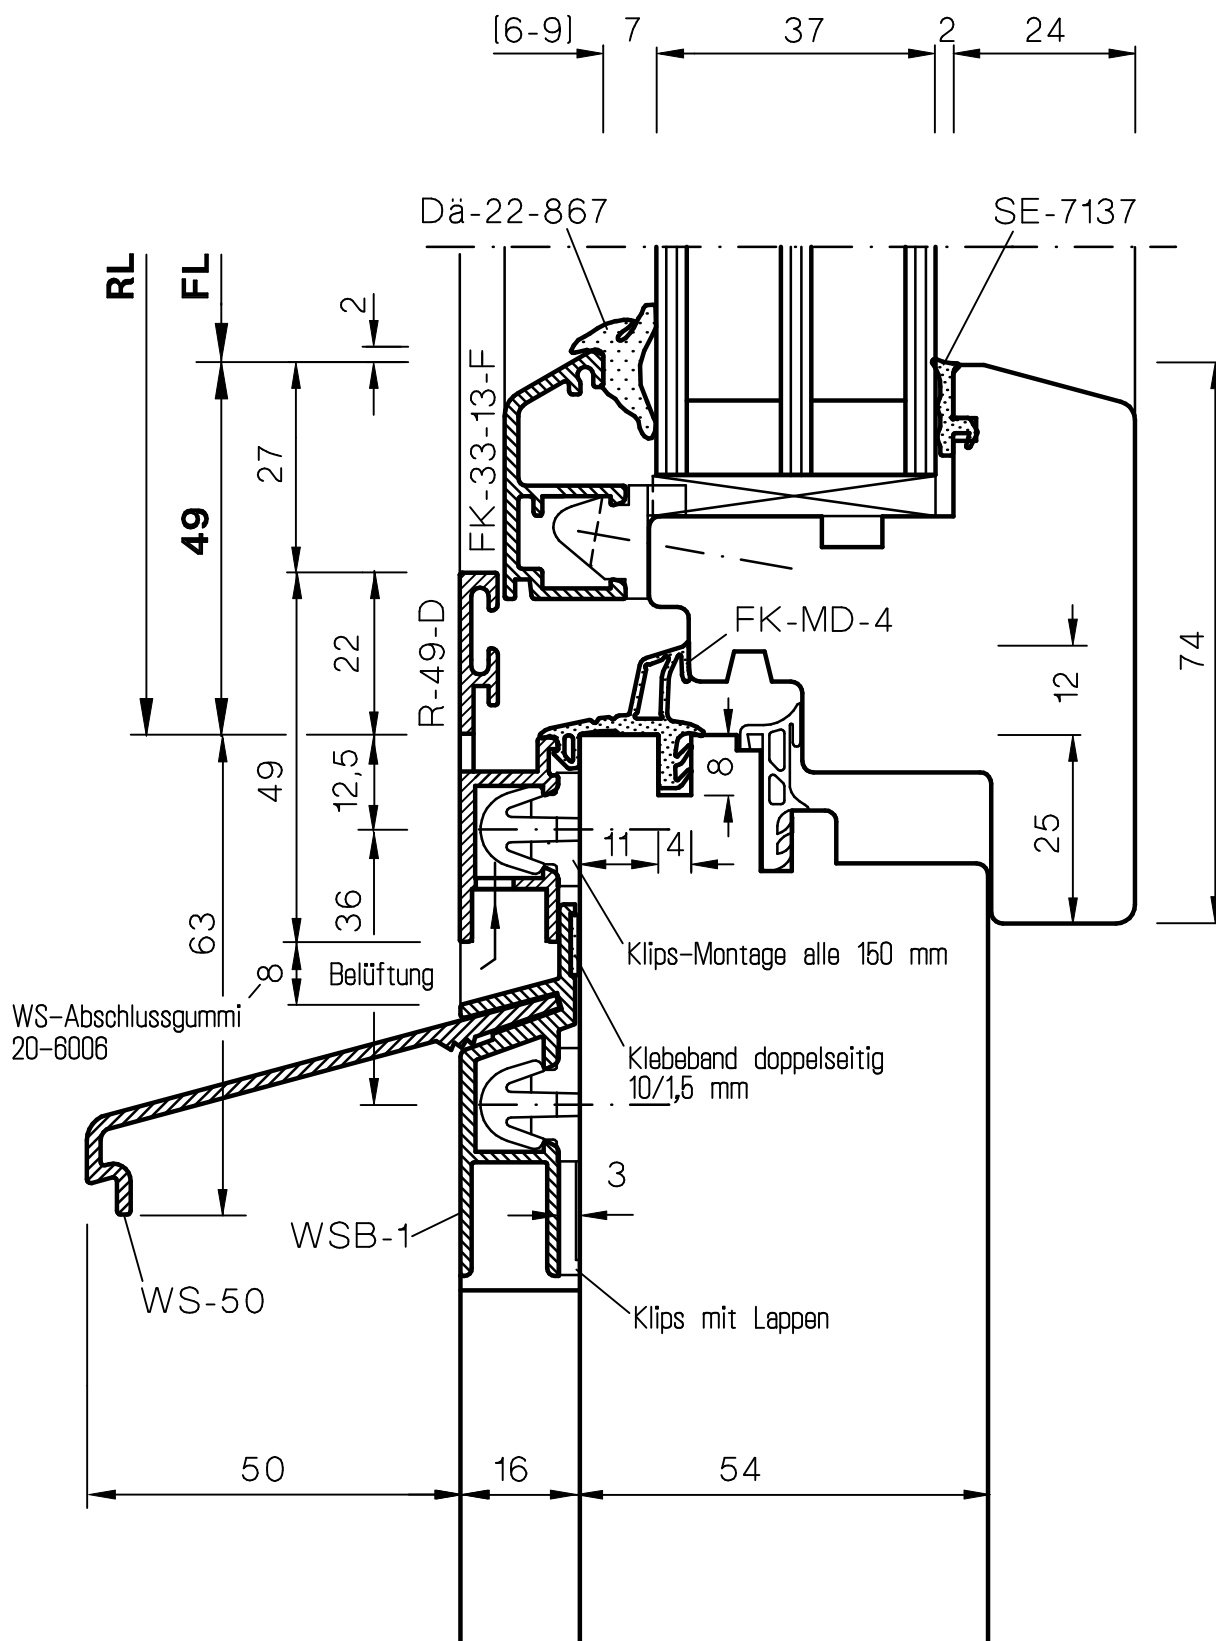 (6-9) 7 37 2 24
Dä-22-867
SE-7137
RL
FL
2
FK-33-13-F
27
49
R-49-D
22
FK-MD-4
74
12
49
12,5
8
11
4
25
36
63
Klips-Montage alle 150 mm
8
Belüftung
WS-Abschlussgummi
20-6006
Klebeband doppelseitig
10/1,5 mm
3
WSB-1
WS-50
Klips mit Lappen
50 16 54